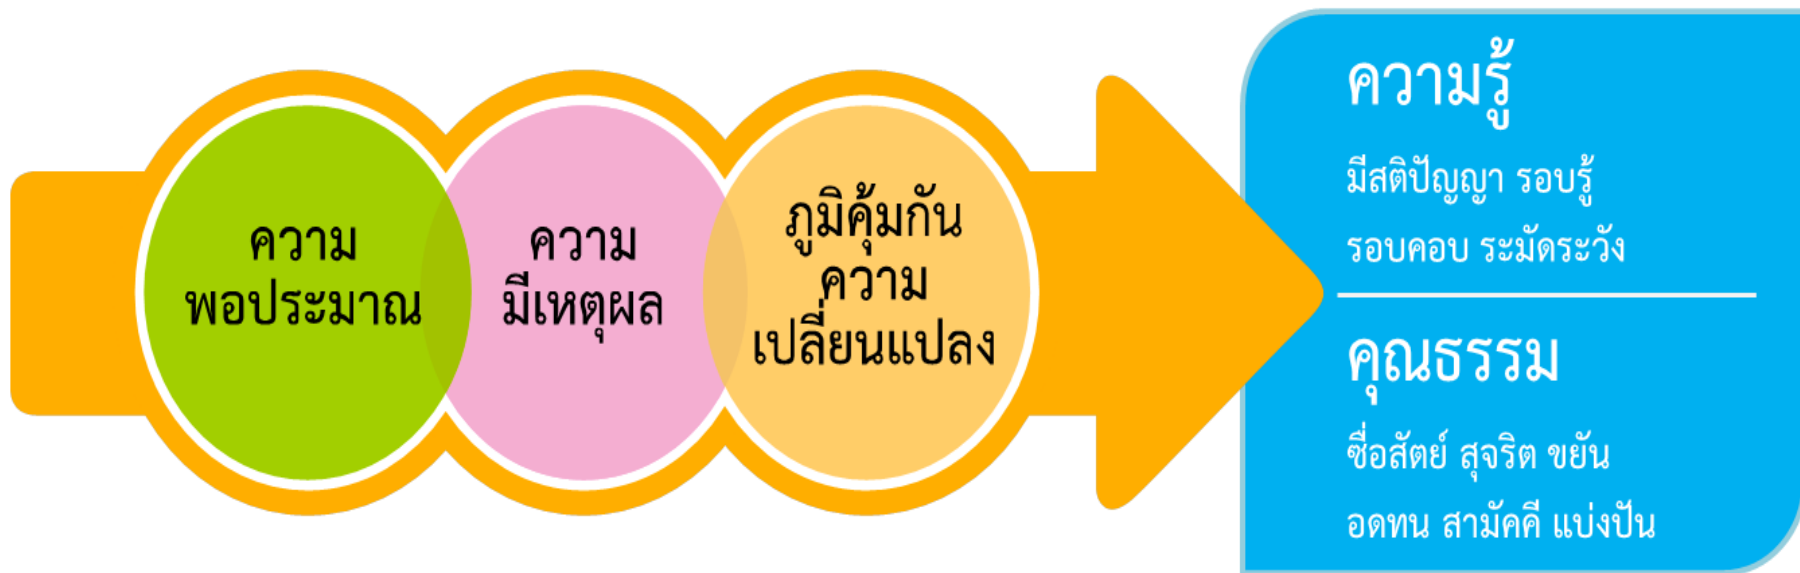 ความ
พอประมาณ
ความ
มีเหตุผล
ภูมิคุ้มกัน
ความ
เปลี่ยนแปลง
ความรู้
มีสติปัญญา รอบรู้
รอบคอบ ระมัดระวัง
คุณธรรม
ซื่อสัตย์ สุจริต ขยัน
อดทน สามัคคี แบ่งปัน